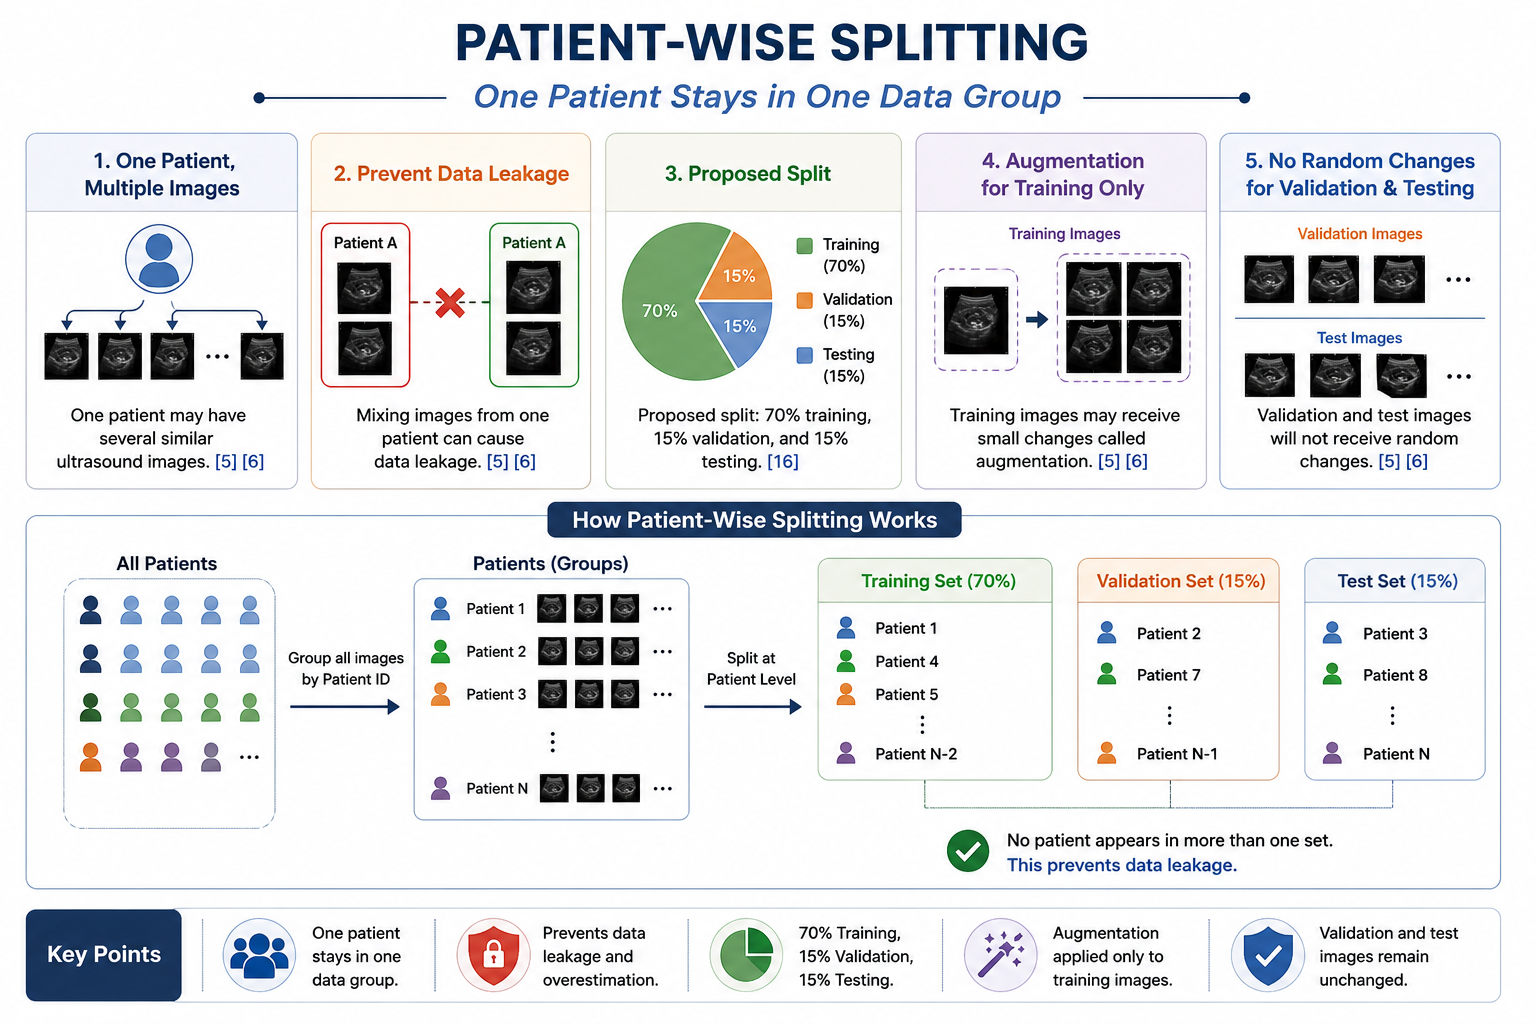 PATIENT-WISE SPLITTING
One Patient Stays in One Data Group
1. One Patient,
Multiple Images
One patient may have
several similar
ultrasound images. [5] [6]
2. Prevent Data Leakage
Patient A
Patient A
Mixing images from one
patient can cause
data leakage. [5] [6]
3. Proposed Split
70%
15%
15%
Training
(70%)
Validation
(15%)
Testing
(15%)
Proposed split: 70% training,
15% validation, and 15%
testing. [16]
4. Augmentation
for Training Only
Training Images
Training images may receive
small changes called
augmentation. [5] [6]
5. No Random Changes
for Validation & Testing
Validation Images
...
Test Images
...
Validation and test images
will not receive random
changes. [5] [6]
How Patient-Wise Splitting Works
All Patients
Group all images
by Patient ID
Patients (Groups)
Patient 1
Patient 2
Patient 3
Patient N
Split at
Patient Level
Training Set (70%)
Patient 1
Patient 4
Patient 5
Patient N-2
Validation Set (15%)
Patient 2
Patient 7
Patient N-1
Test Set (15%)
Patient 3
Patient 8
Patient N
No patient appears in more than one set.
This prevents data leakage.
Key Points
One patient
stays in one
data group.
Prevents data
leakage and
overestimation.
70% Training,
15% Validation,
15% Testing.
Augmentation
applied only to
training images.
Validation and test
images remain
unchanged.